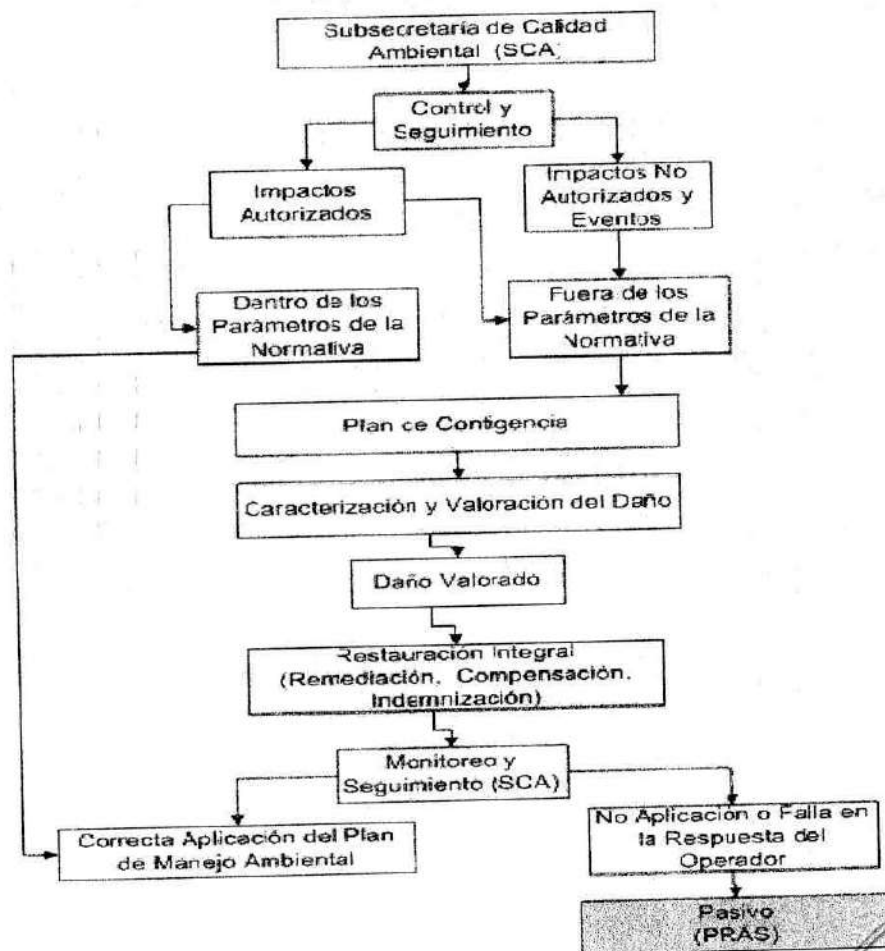 Subsecretaría de Calidad
Ambiental (SCA)
Control y
Seguimiento
Impactos
Autorizados
Impactos No
Autorizados y
Eventos
Dentro de los
Parámetros de la
Normativa
Fuera de los
Parámetros de la
Normativa
Plan de Contigencia
Caracterización y Valoración del Daño
Daño Valorado
Restauración Integral
(Remediación. Compensación.
Indemnización)
Monitoreo y
Seguimiento (SCA)
Correcta Aplicación del Plan
de Manejo Ambiental
No Aplicación o Falla en
la Respuesta del
Operador
Pasivo
(PRAS)